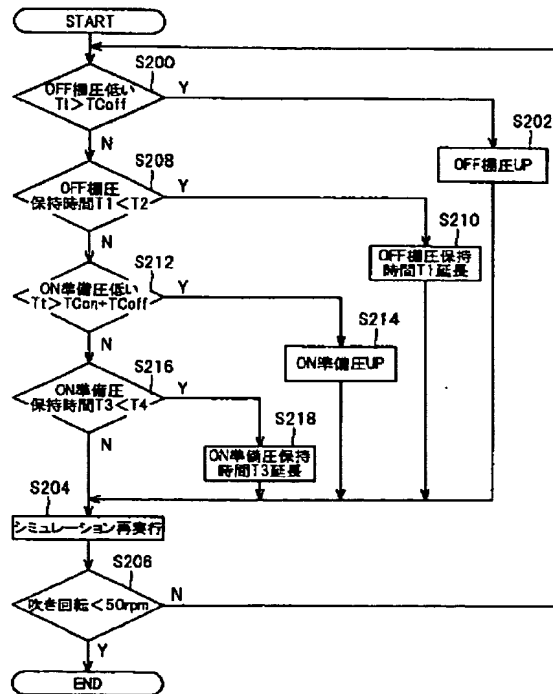 START
S200
OFF棚圧低い
Tt>TCoff
Y
N
S202
OFF棚圧UP
S208
OFF棚圧
保持時間T1<T2
Y
N
S210
OFF棚圧保持
時間T1延長
S212
ON準備圧低い
Tt>TCon+TCoff
Y
N
S214
ON準備圧UP
S216
ON準備圧
保持時間T3<T4
Y
N
S218
ON準備圧保持
時間T3延長
S204
シミュレーション再実行
S206
吹き回転<50rpm
N
Y
END